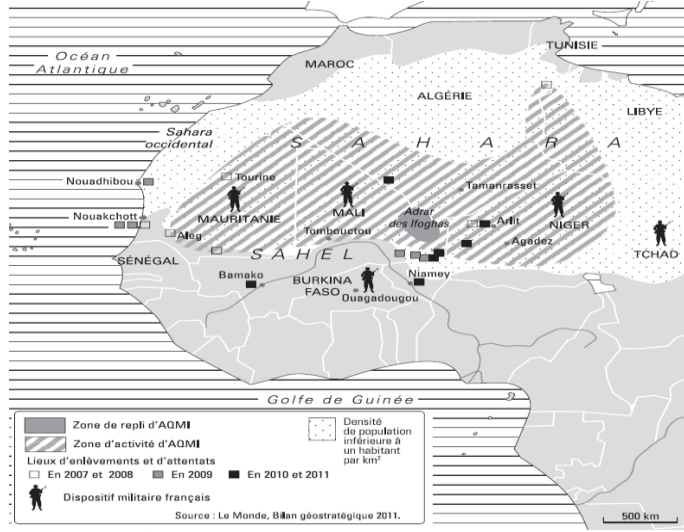 TUNISIE
Océan
Atlantique
MAROC
ALGÉRIE
LIBYE
Sahara
occidental
SAHARA
Nouadhibou
Tourine
Tamanrasset
Nouakchott
MAURITANIE
MALI
Adrar
des Ifoghas
Arlit
NIGER
Aleg
Tombouctou
Agadez
TCHAD
SÉNÉGAL
SAHEL
Bamako
BURKINA
FASO
Niamey
Ouagadougou
Golfe de Guinée
Zone de repli d'AQMI
Zone d'activité d'AQMI
Densité
de population
inférieure à
un habitant
par km²
Lieux d'enlèvements et d'attentats
En 2007 et 2008
En 2009
En 2010 et 2011
Dispositif militaire français
Source : Le Monde, Bilan géostratégique 2011.
500 km